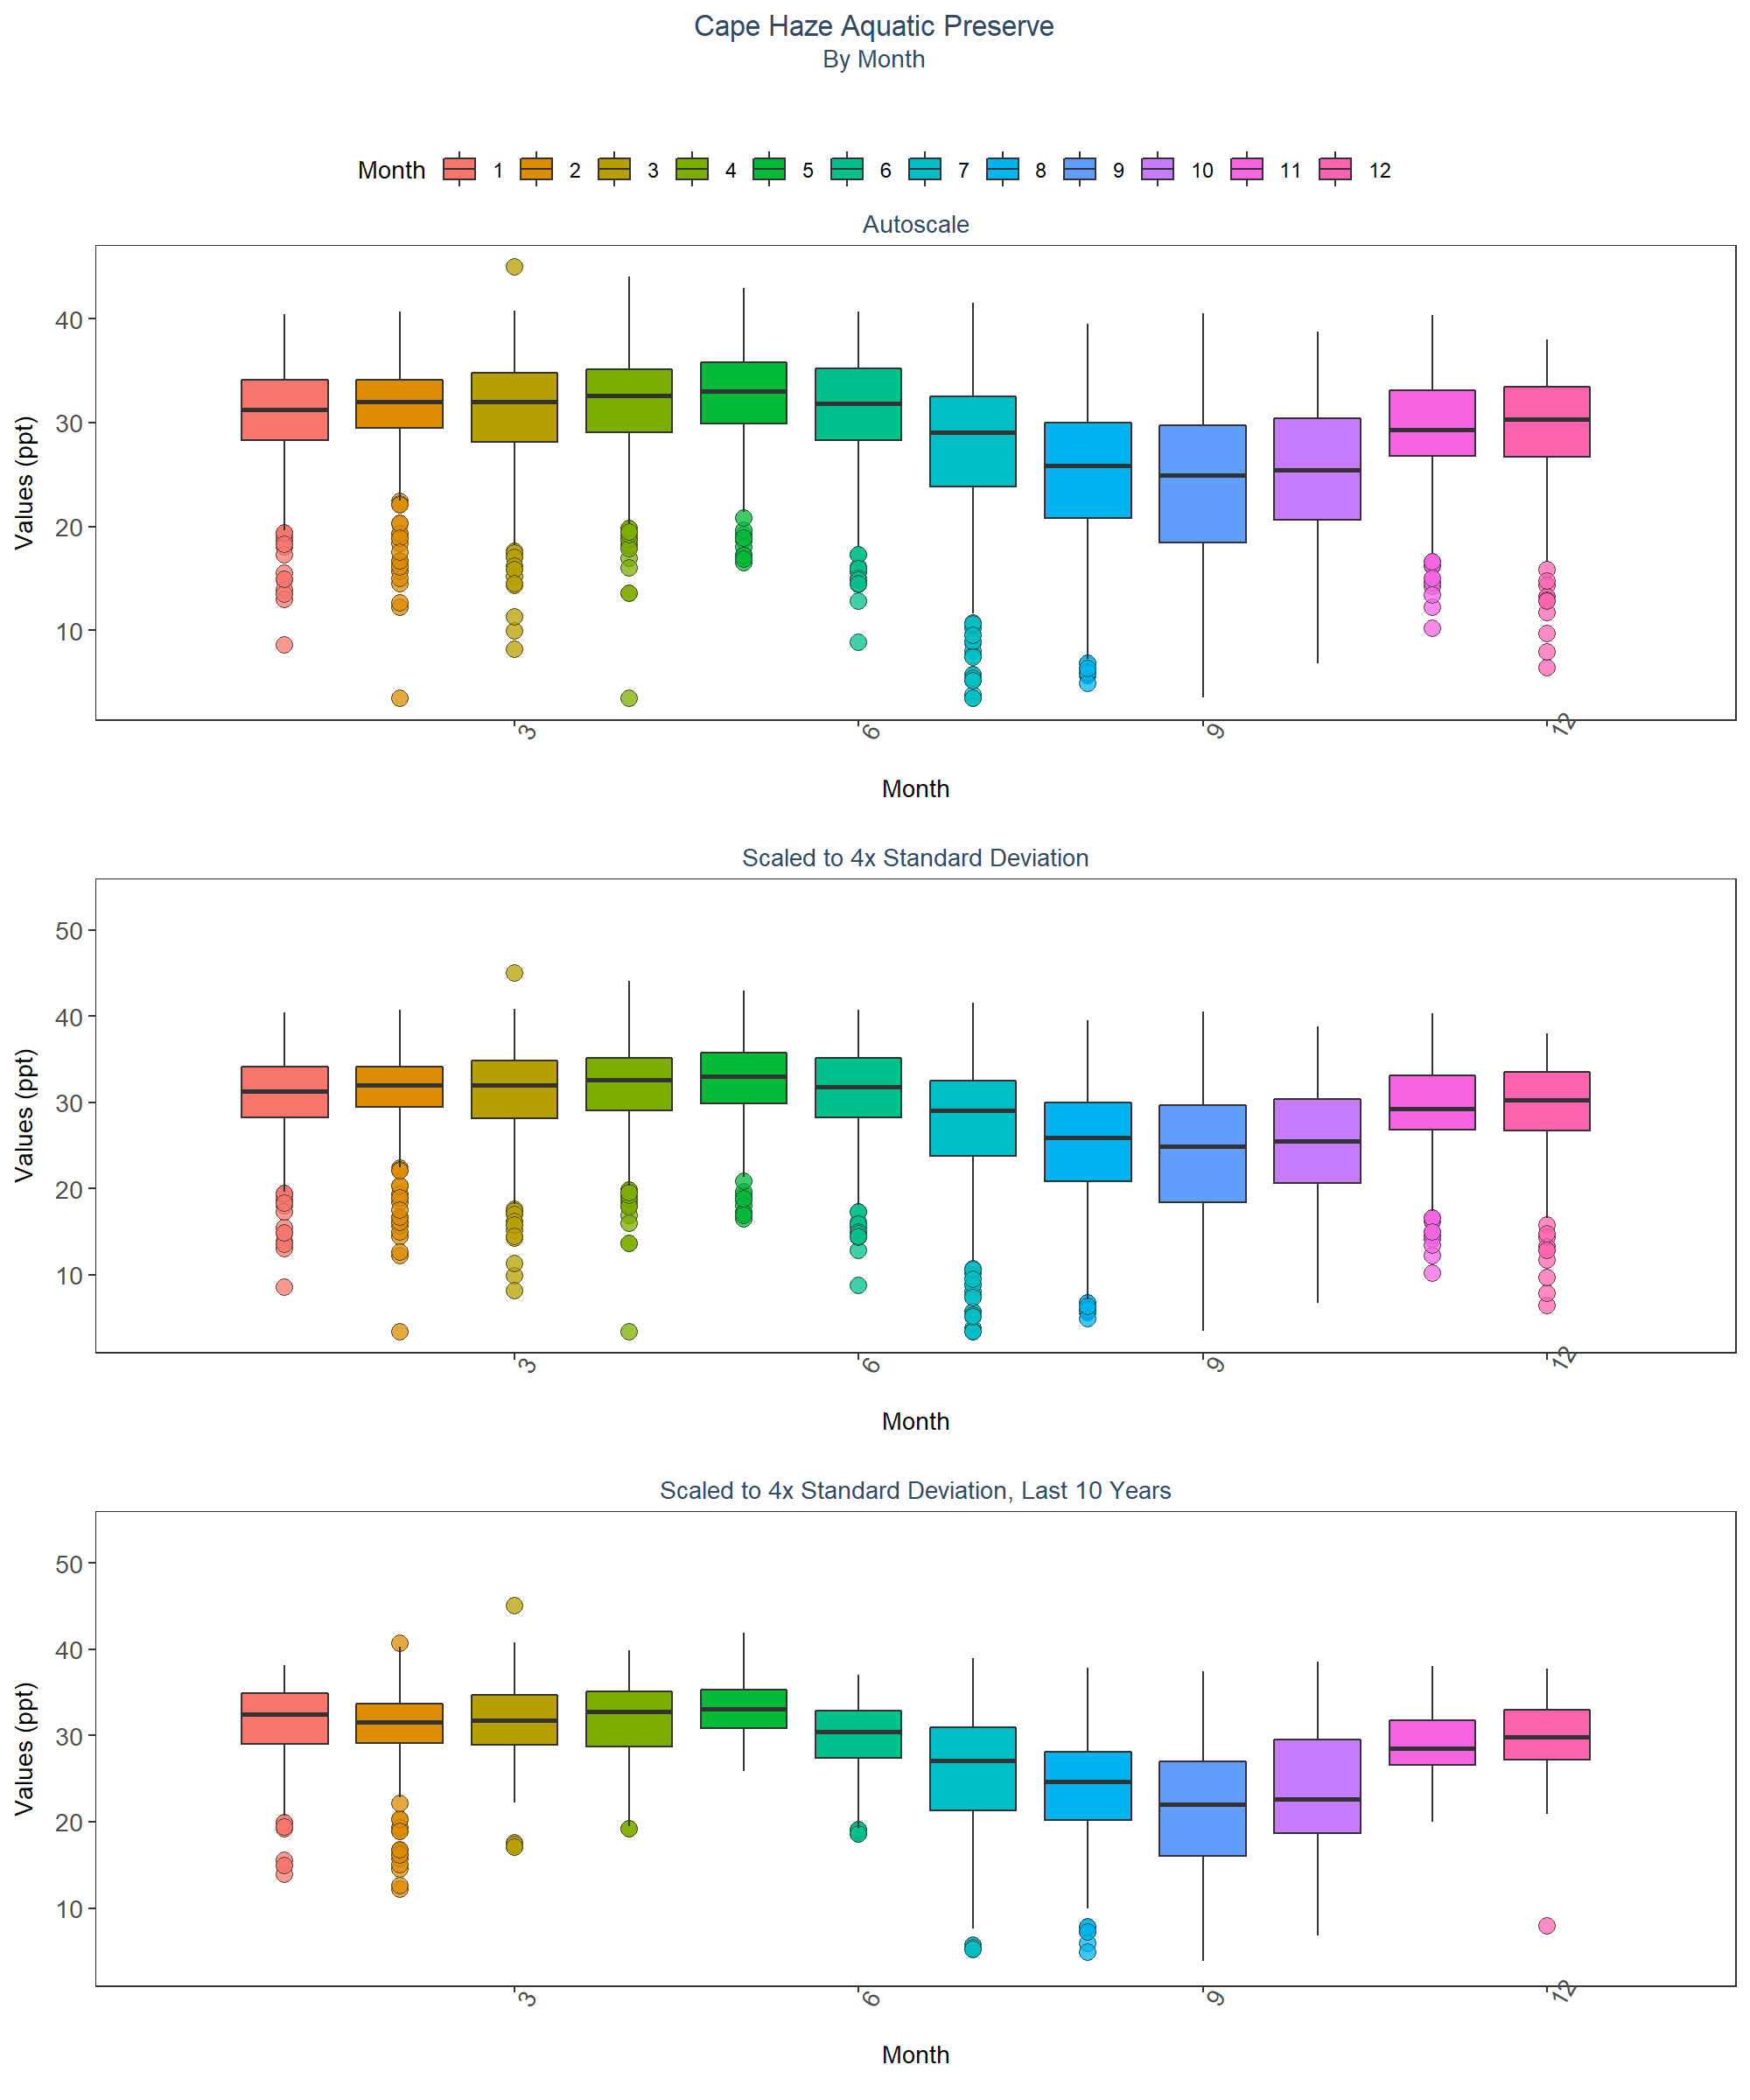 Cape Haze Aquatic Preserve
By Month
Month 1 2 3 4 5 6 7 8 9 10 11 12
Autoscale
Values (ppt)
40
30
20
10
3 6 9 12
Month
Scaled to 4x Standard Deviation
Values (ppt)
50
40
30
20
10
3 6 9 12
Month
Scaled to 4x Standard Deviation, Last 10 Years
Values (ppt)
50
40
30
20
10
3 6 9 12
Month